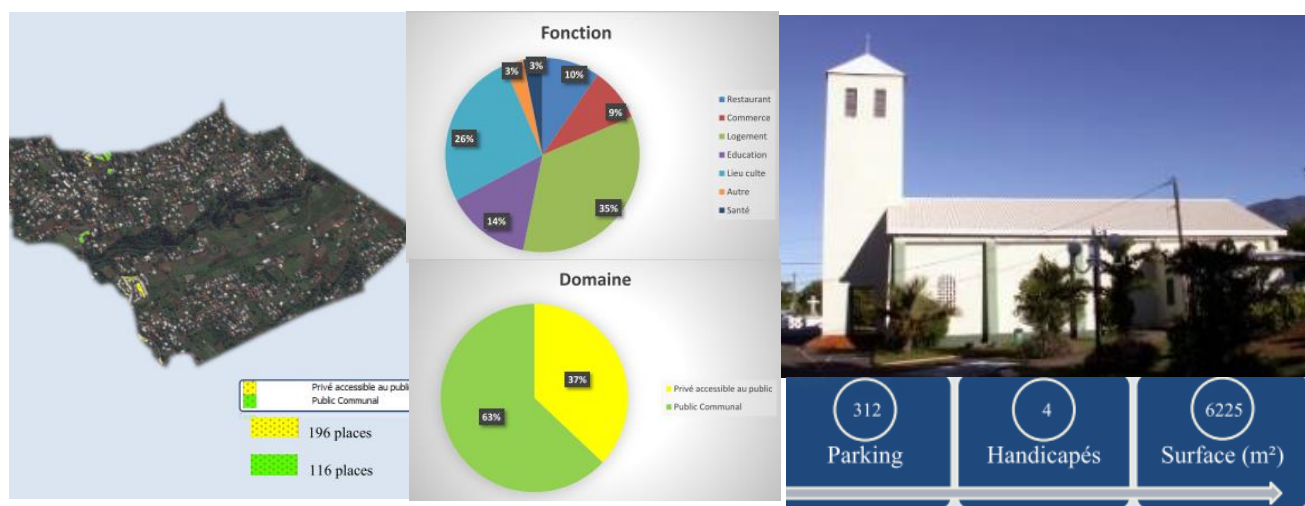 Privé accessible au public
Public Communal
196 places
116 places
Fonction
3%
3%
10%
9%
26%
35%
14%
Restaurant
Commerce
Logement
Education
Lieu culte
Autre
Santé
Domaine
37%
63%
Privé accessible au public
Public Communal
312
Parking
4
Handicapés
6225
Surface (m²)